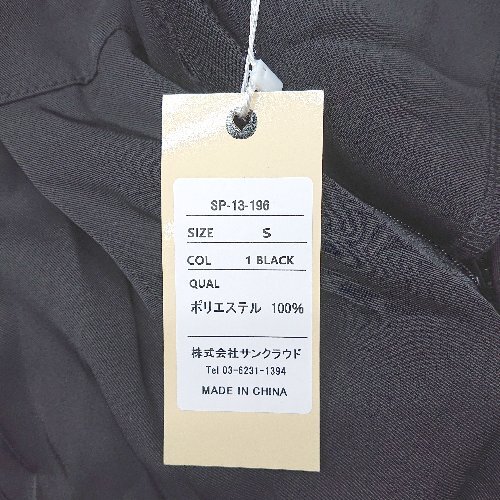 SP-13-196
SIZE S
COL 1 BLACK
QUAL
ポリエステル 100%
株式会社サンクラウド
Tel 03-6231-1394
MADE IN CHINA